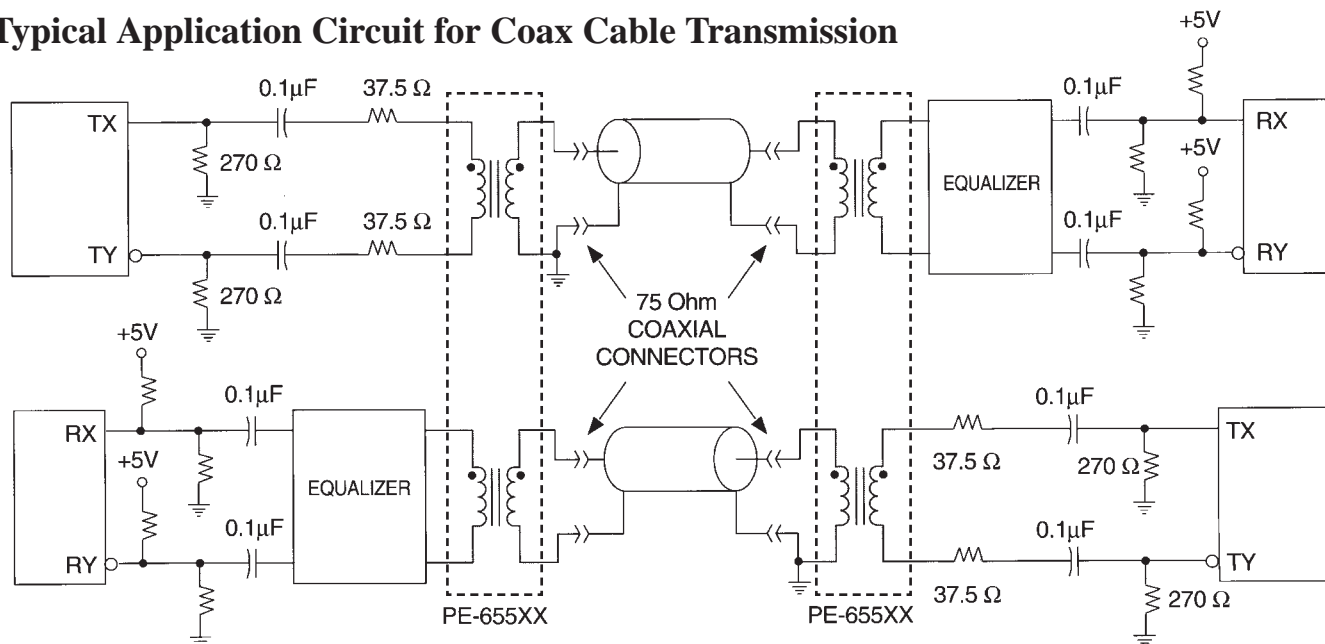 Typical Application Circuit for Coax Cable Transmission
+5V
0.1μF
37.5 Ω
0.1μF
TX
RX
270 Ω
+5V
EQUALIZER
0.1μF
37.5 Ω
0.1μF
TY
RY
270 Ω
75 Ohm
COAXIAL
CONNECTORS
+5V
0.1μF
0.1μF
RX
TX
+5V
37.5 Ω
270 Ω
EQUALIZER
0.1μF
0.1μF
RY
TY
37.5 Ω
270 Ω
PE-655XX
PE-655XX